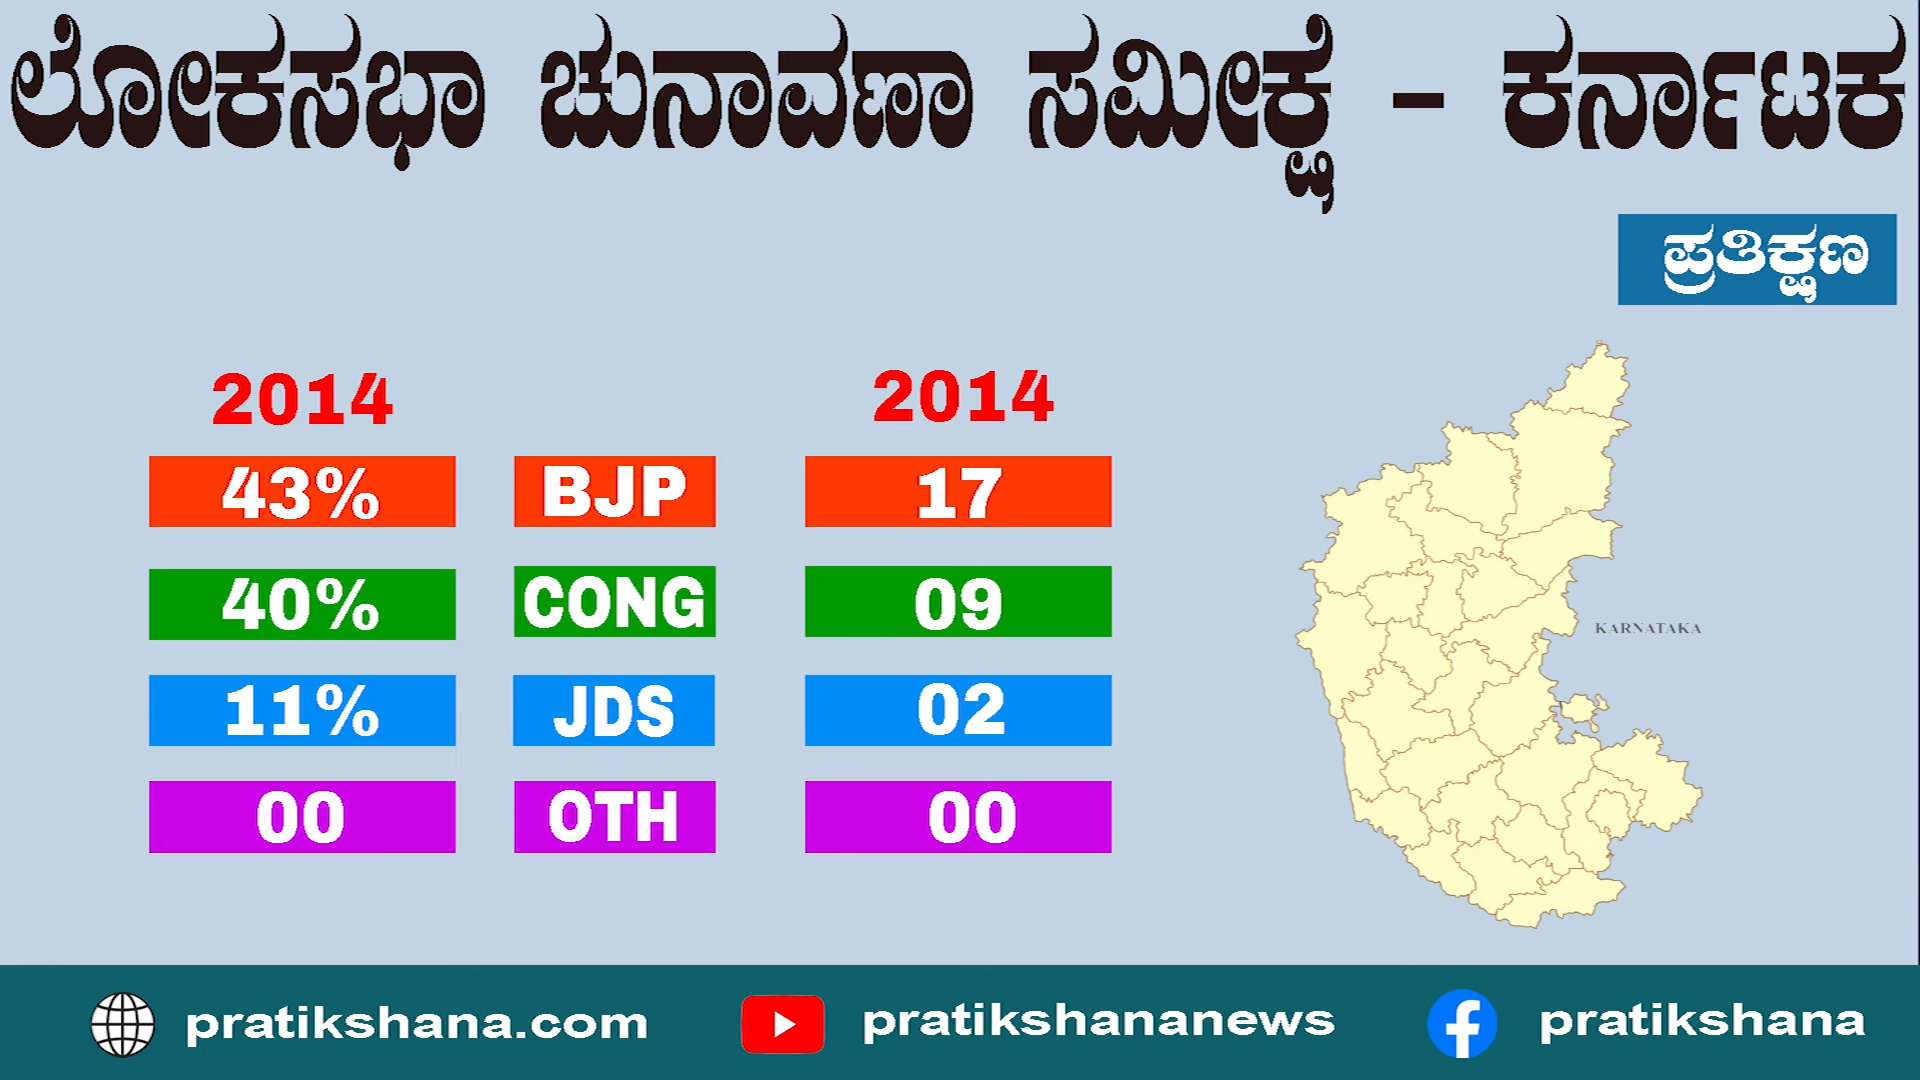 ಲೋಕಸಭಾ ಚುನಾವಣಾ ಸಮೀಕ್ಷೆ - ಕರ್ನಾಟಕ
ಪ್ರತಿಕ್ಷಣ
2014 2014
43% BJP 17
40% CONG 09
11% JDS 02
00 OTH 00
KARNATAKA
pratikshana.com pratikshananews pratikshana